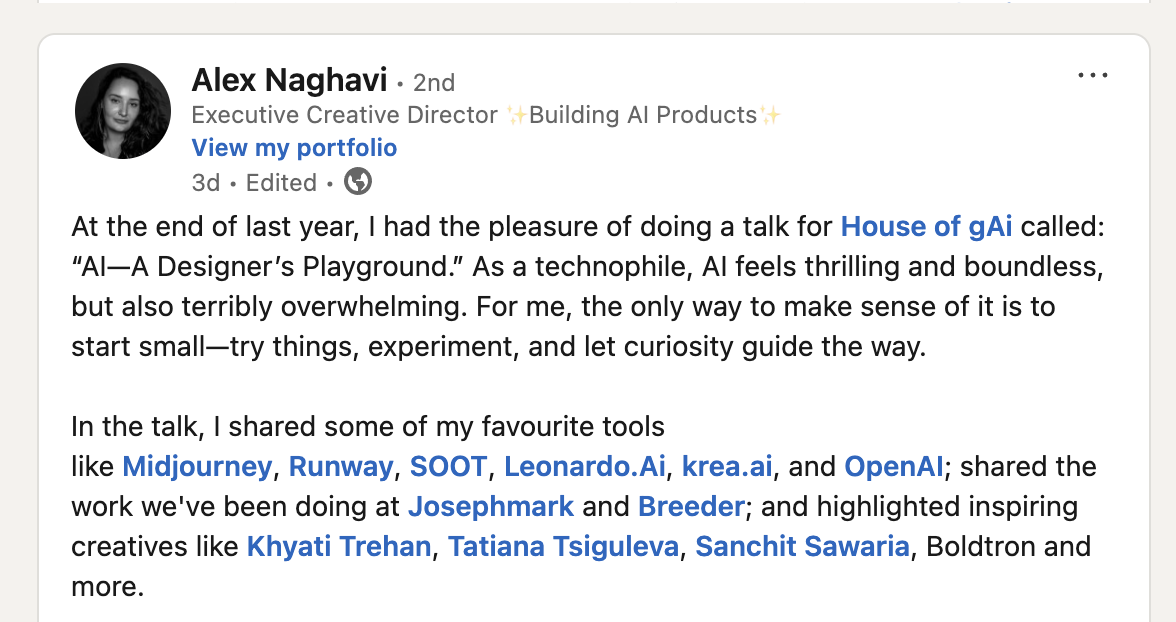 Alex Naghavi • 2nd
Executive Creative Director ✨Building AI Products✨
View my portfolio
3d • Edited •
At the end of last year, I had the pleasure of doing a talk for House of gAi called:
“AI—A Designer’s Playground.” As a technophile, AI feels thrilling and boundless,
but also terribly overwhelming. For me, the only way to make sense of it is to
start small—try things, experiment, and let curiosity guide the way.
In the talk, I shared some of my favourite tools
like Midjourney, Runway, SOOT, Leonardo.Ai, krea.ai, and OpenAI; shared the
work we've been doing at Josephmark and Breeder; and highlighted inspiring
creatives like Khyati Trehan, Tatiana Tsiguleva, Sanchit Sawaria, Boldtron and
more.